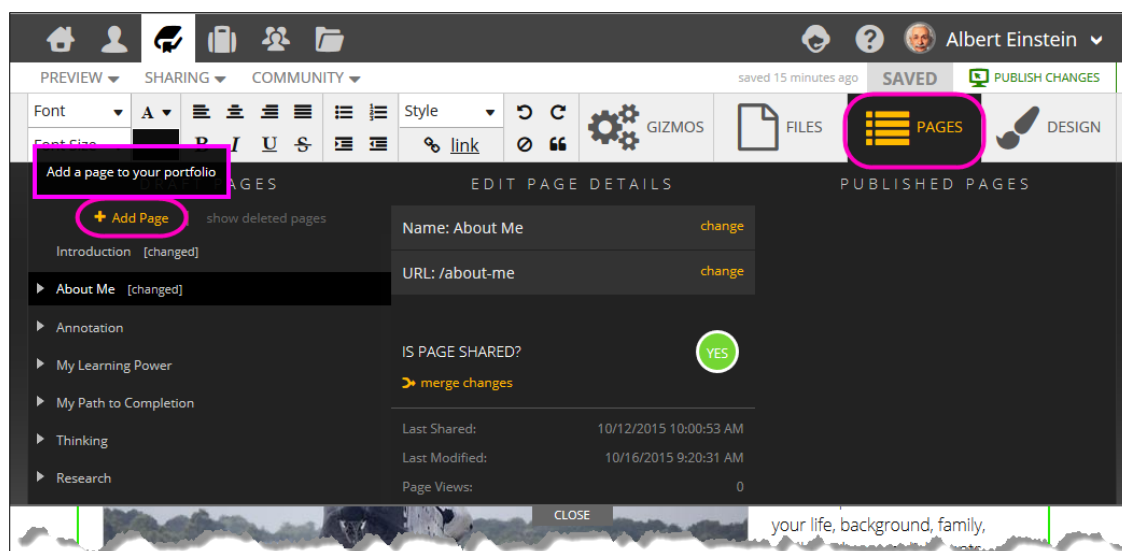 Albert Einstein
PREVIEW SHARING COMMUNITY saved 15 minutes ago SAVED PUBLISH CHANGES
Font A Style GIZMOS FILES PAGES DESIGN
Font Size B I U S link
Add a page to your portfolio
PAGES EDIT PAGE DETAILS PUBLISHED PAGES
+ Add Page show deleted pages
Name: About Me change
Introduction [changed]
URL: /about-me change
About Me [changed]
Annotation
IS PAGE SHARED? YES
My Learning Power
merge changes
My Path to Completion
Last Shared: 10/12/2015 10:00:53 AM
Thinking
Last Modified: 10/16/2015 9:20:31 AM
Research
Page Views: 0
CLOSE
your life, background, family,